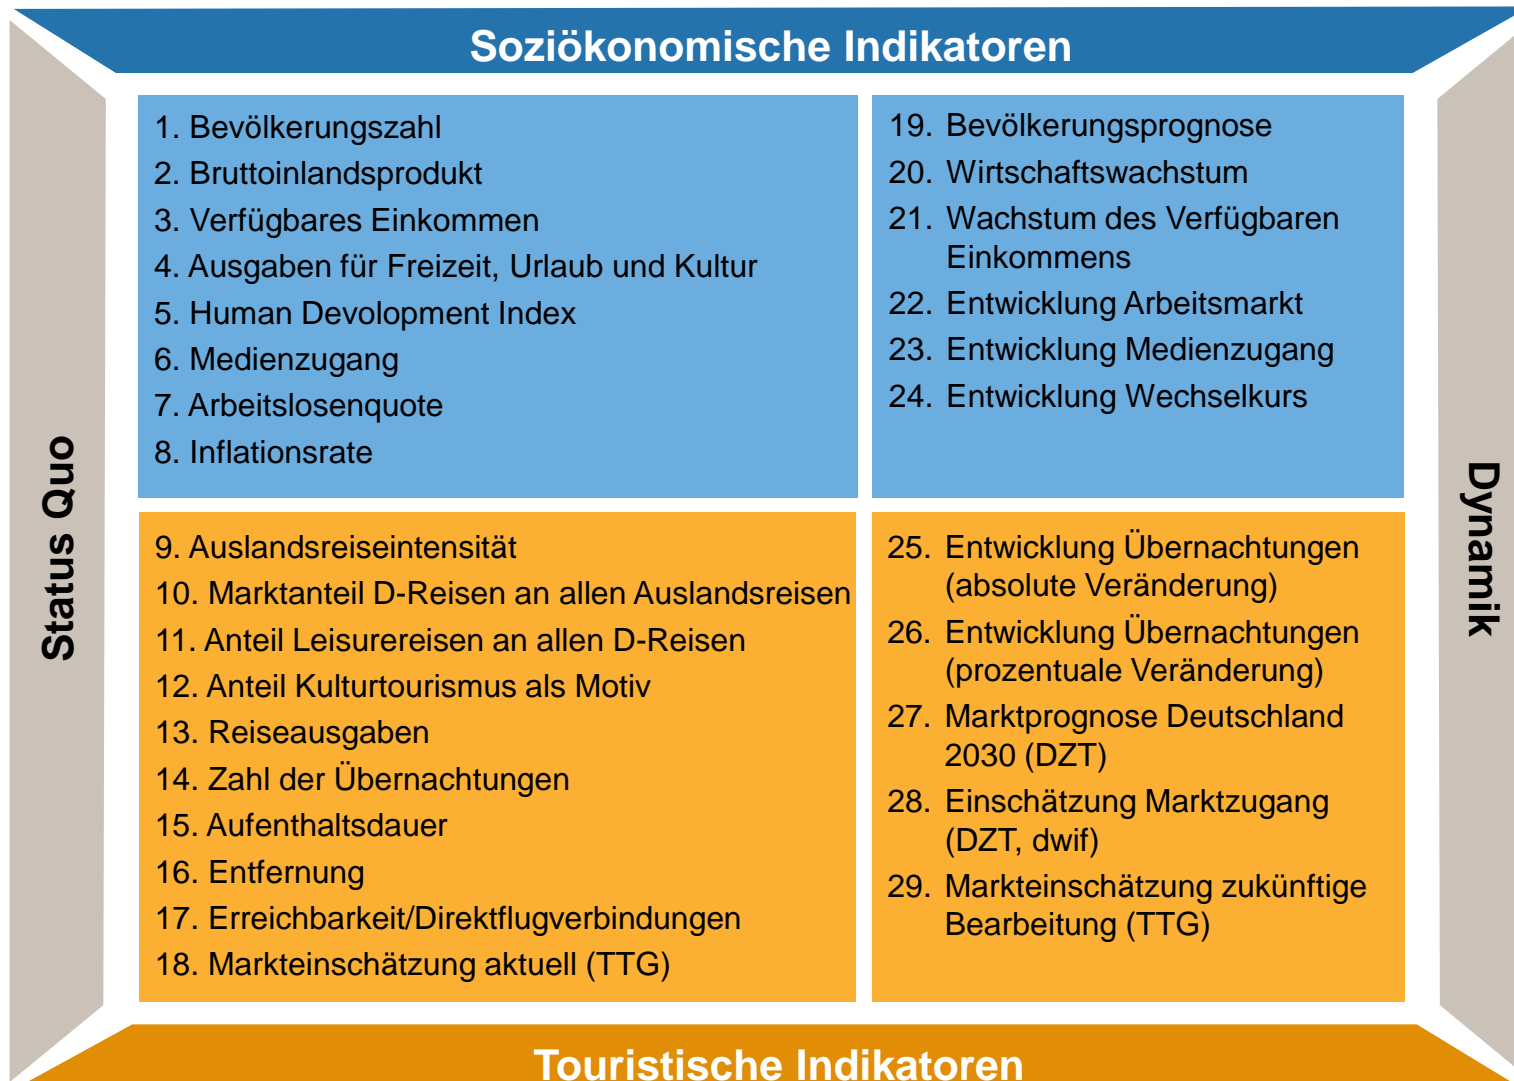 Soziökonomische Indikatoren
Status Quo
1. Bevölkerungszahl
2. Bruttoinlandsprodukt
3. Verfügbares Einkommen
4. Ausgaben für Freizeit, Urlaub und Kultur
5. Human Devolopment Index
6. Medienzugang
7. Arbeitslosenquote
8. Inflationsrate
19. Bevölkerungsprognose
20. Wirtschaftswachstum
21. Wachstum des Verfügbaren
Einkommens
22. Entwicklung Arbeitsmarkt
23. Entwicklung Medienzugang
24. Entwicklung Wechselkurs
Dynamik
9. Auslandsreiseintensität
10. Marktanteil D-Reisen an allen Auslandsreisen
11. Anteil Leisurereisen an allen D-Reisen
12. Anteil Kulturtourismus als Motiv
13. Reiseausgaben
14. Zahl der Übernachtungen
15. Aufenthaltsdauer
16. Entfernung
17. Erreichbarkeit/Direktflugverbindungen
18. Markteinschätzung aktuell (TTG)
25. Entwicklung Übernachtungen
(absolute Veränderung)
26. Entwicklung Übernachtungen
(prozentuale Veränderung)
27. Marktprognose Deutschland
2030 (DZT)
28. Einschätzung Marktzugang
(DZT, dwif)
29. Markteinschätzung zukünftige
Bearbeitung (TTG)
Touristische Indikatoren